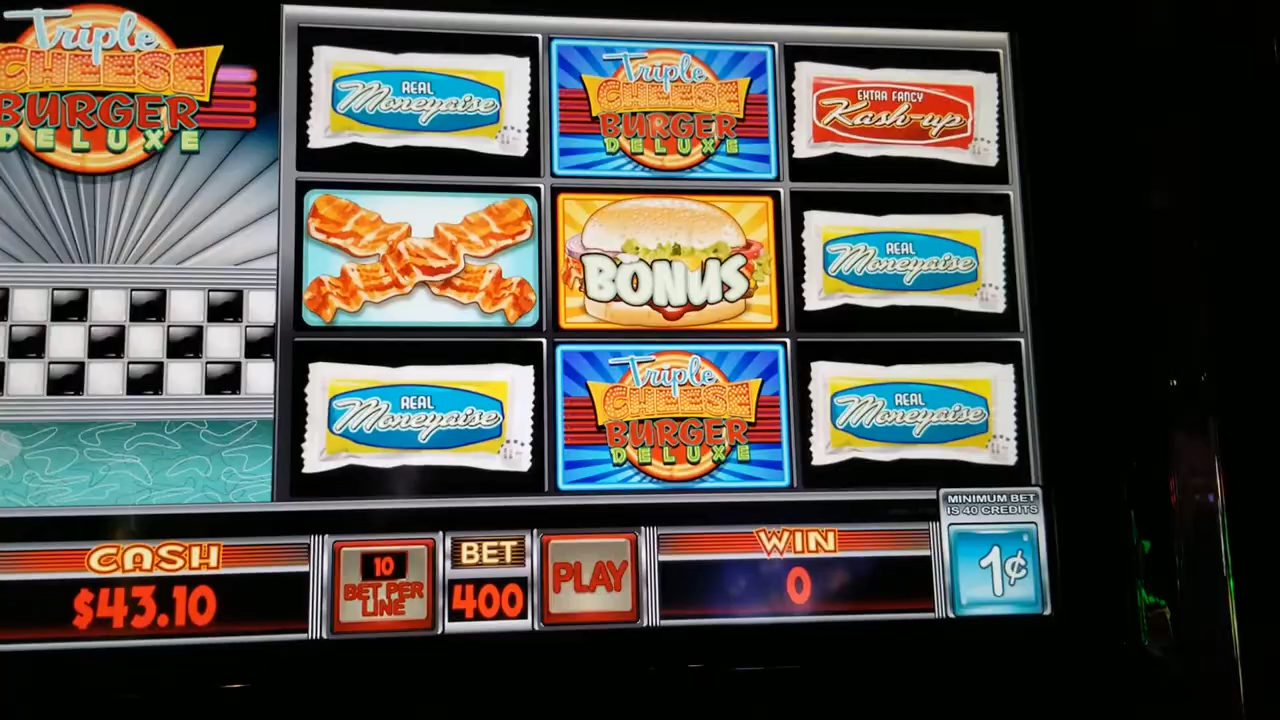 Triple
CHEESE
BURGER
DELUXE
REAL
Moneyaise
Triple
CHEESE
BURGER
DELUXE
EXTRA FANCY
Kash-up
BONUS
REAL
Moneyaise
REAL
Moneyaise
Triple
CHEESE
BURGER
DELUXE
REAL
Moneyaise
CASH
$43.10
10
BET PER
LINE
BET
400
PLAY
WIN
0
MINIMUM BET
IS 40 CREDITS
1¢